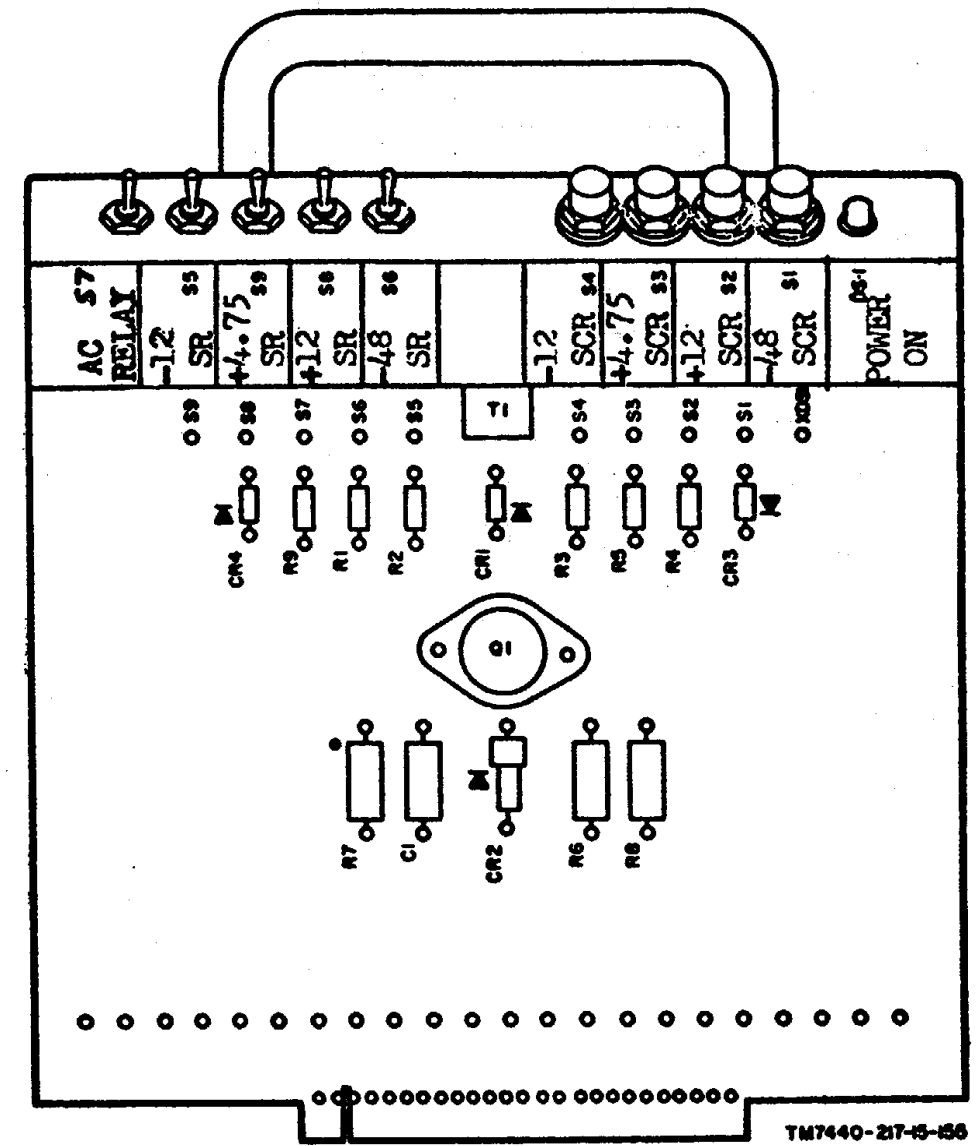 AC RELAY S7
-12 SR S5
+4.75 SR S9
+12 SR S8
-48 SR S6
-12 SCR S4
+4.75 SCR S3
+12 SCR S2
-48 SCR S1
POWER ON DS-1
S9 S8 S7 S6 S5 T1 S4 S3 S2 S1
CR4 R9 R1 R2 CR1 R3 R5 R4 CR3
Q1
R7 C1 CR2 R6 R8
TM7440-217-15-156